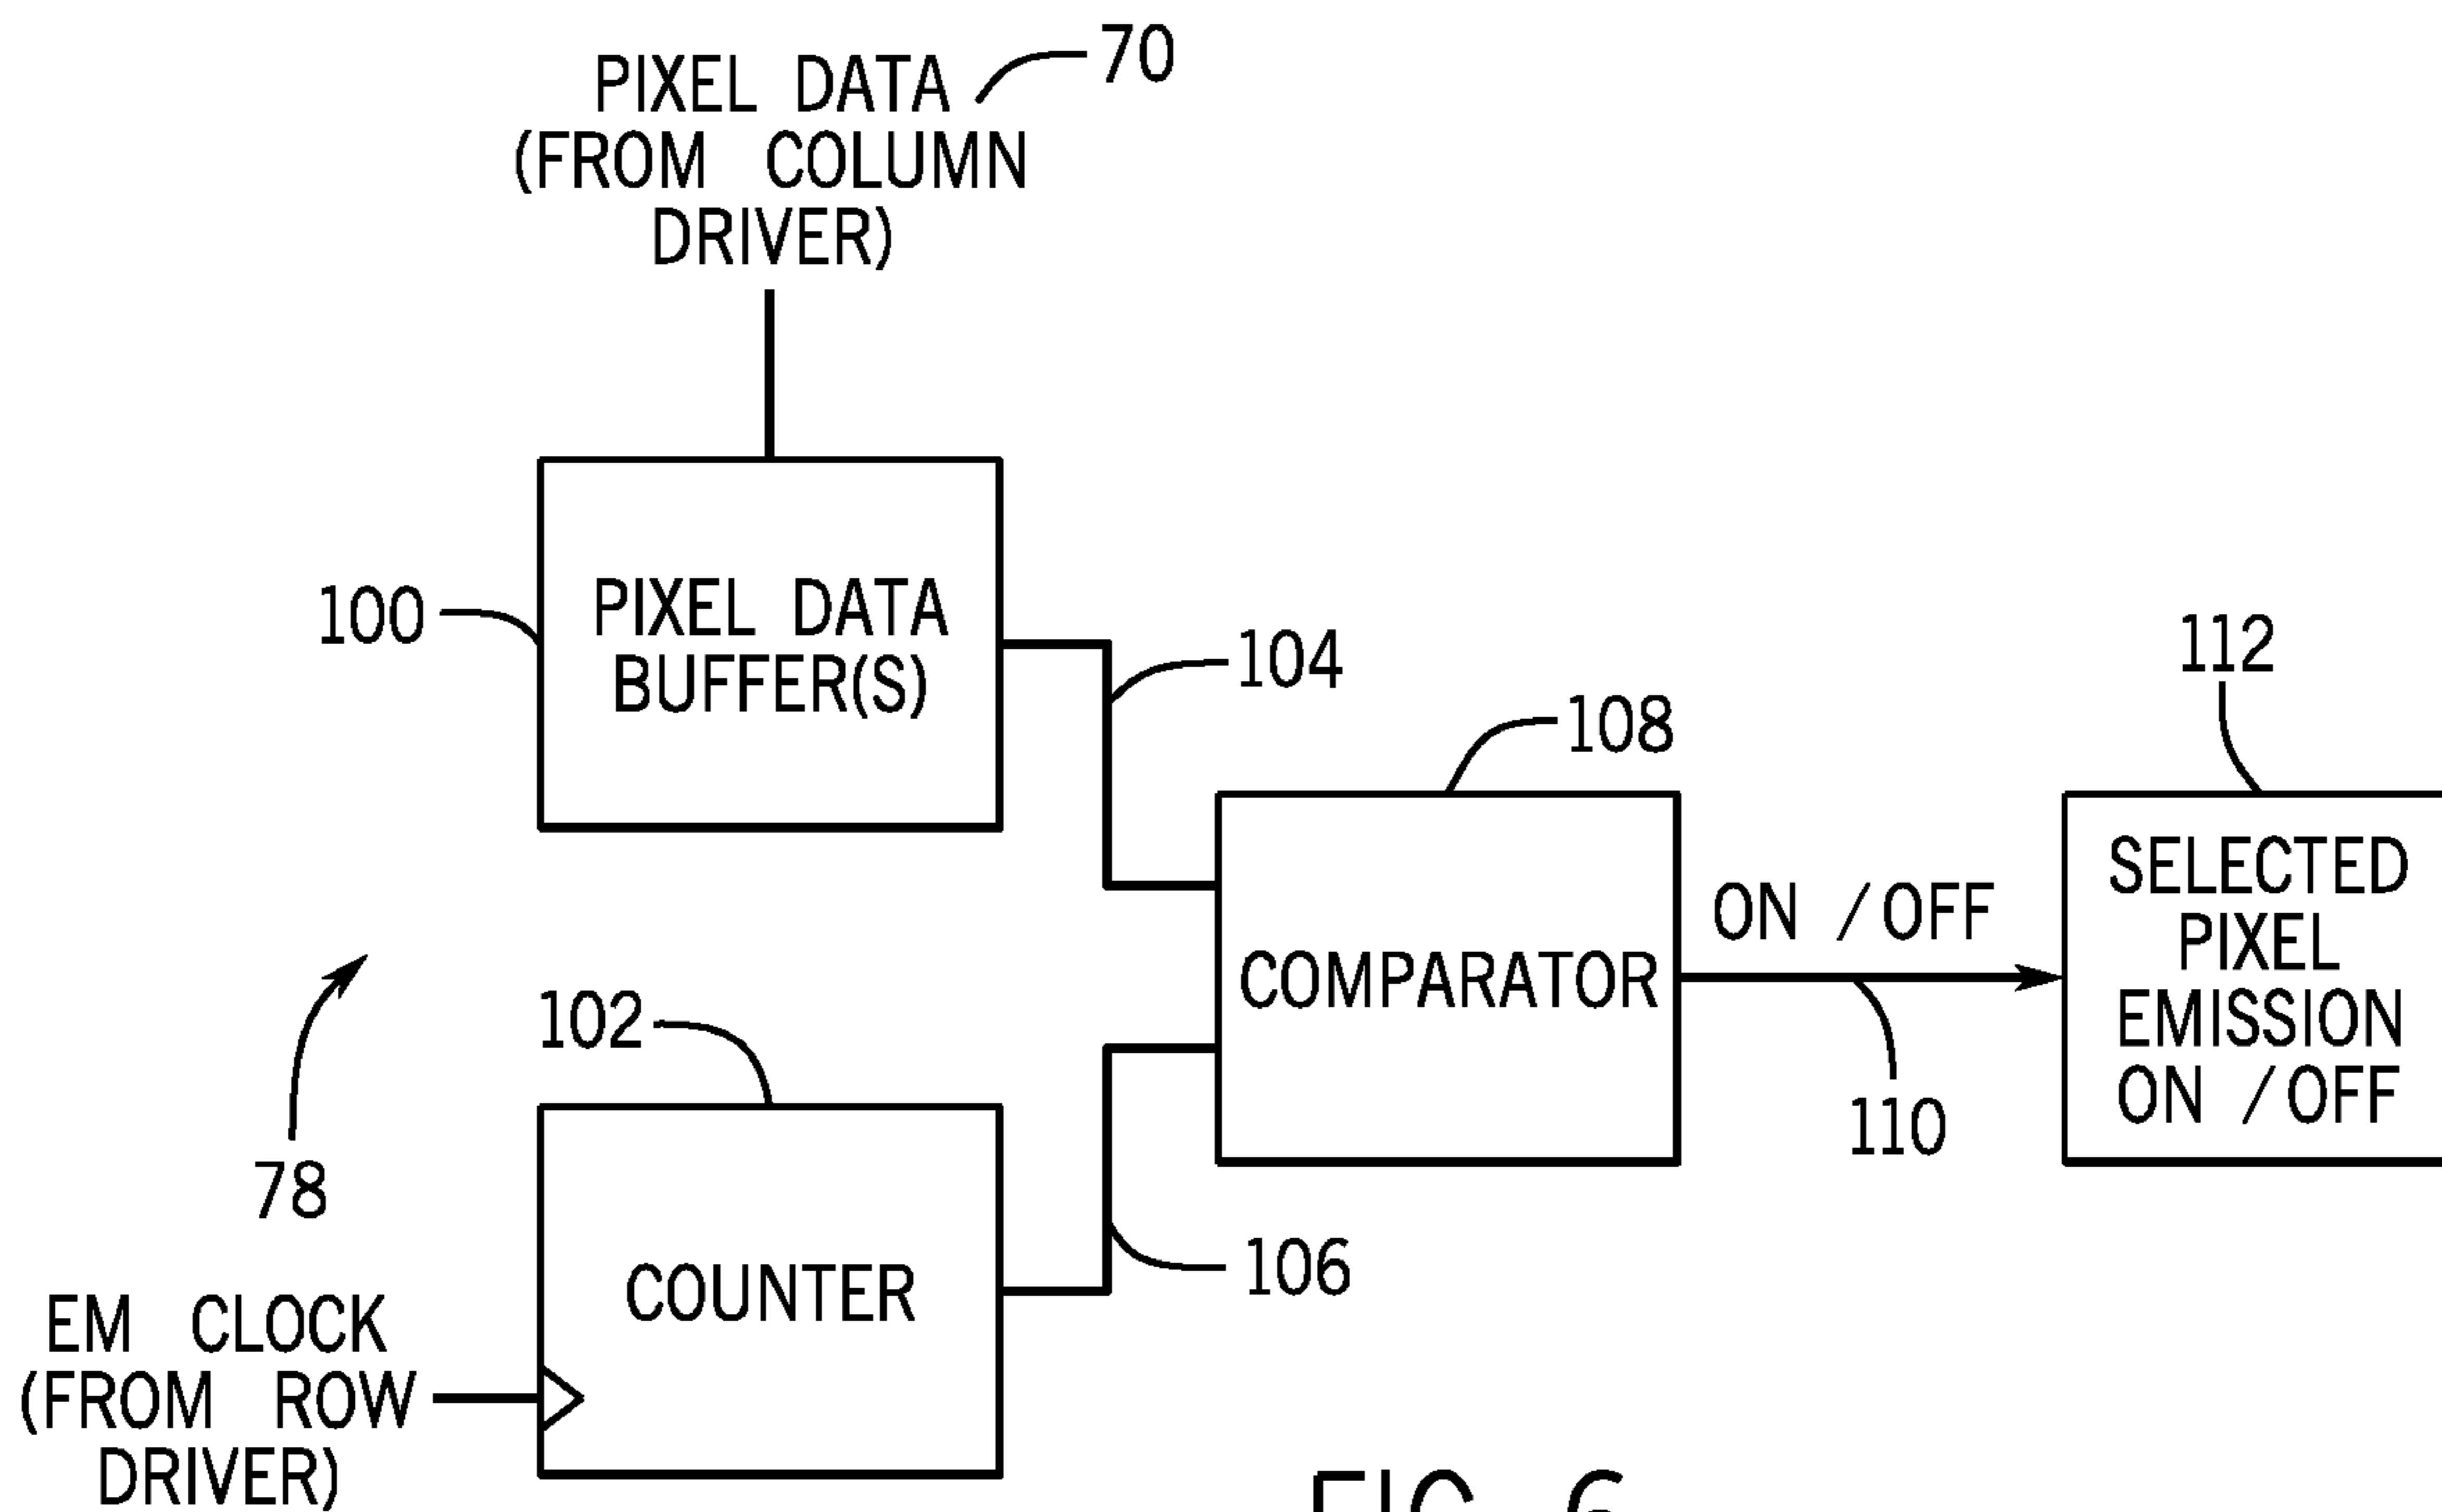 PIXEL DATA
(FROM COLUMN
DRIVER)
70
100
PIXEL DATA
BUFFER(S)
104
108
112
COMPARATOR
ON / OFF
110
SELECTED
PIXEL
EMISSION
ON / OFF
78
102
COUNTER
106
EM CLOCK
(FROM ROW
DRIVER)